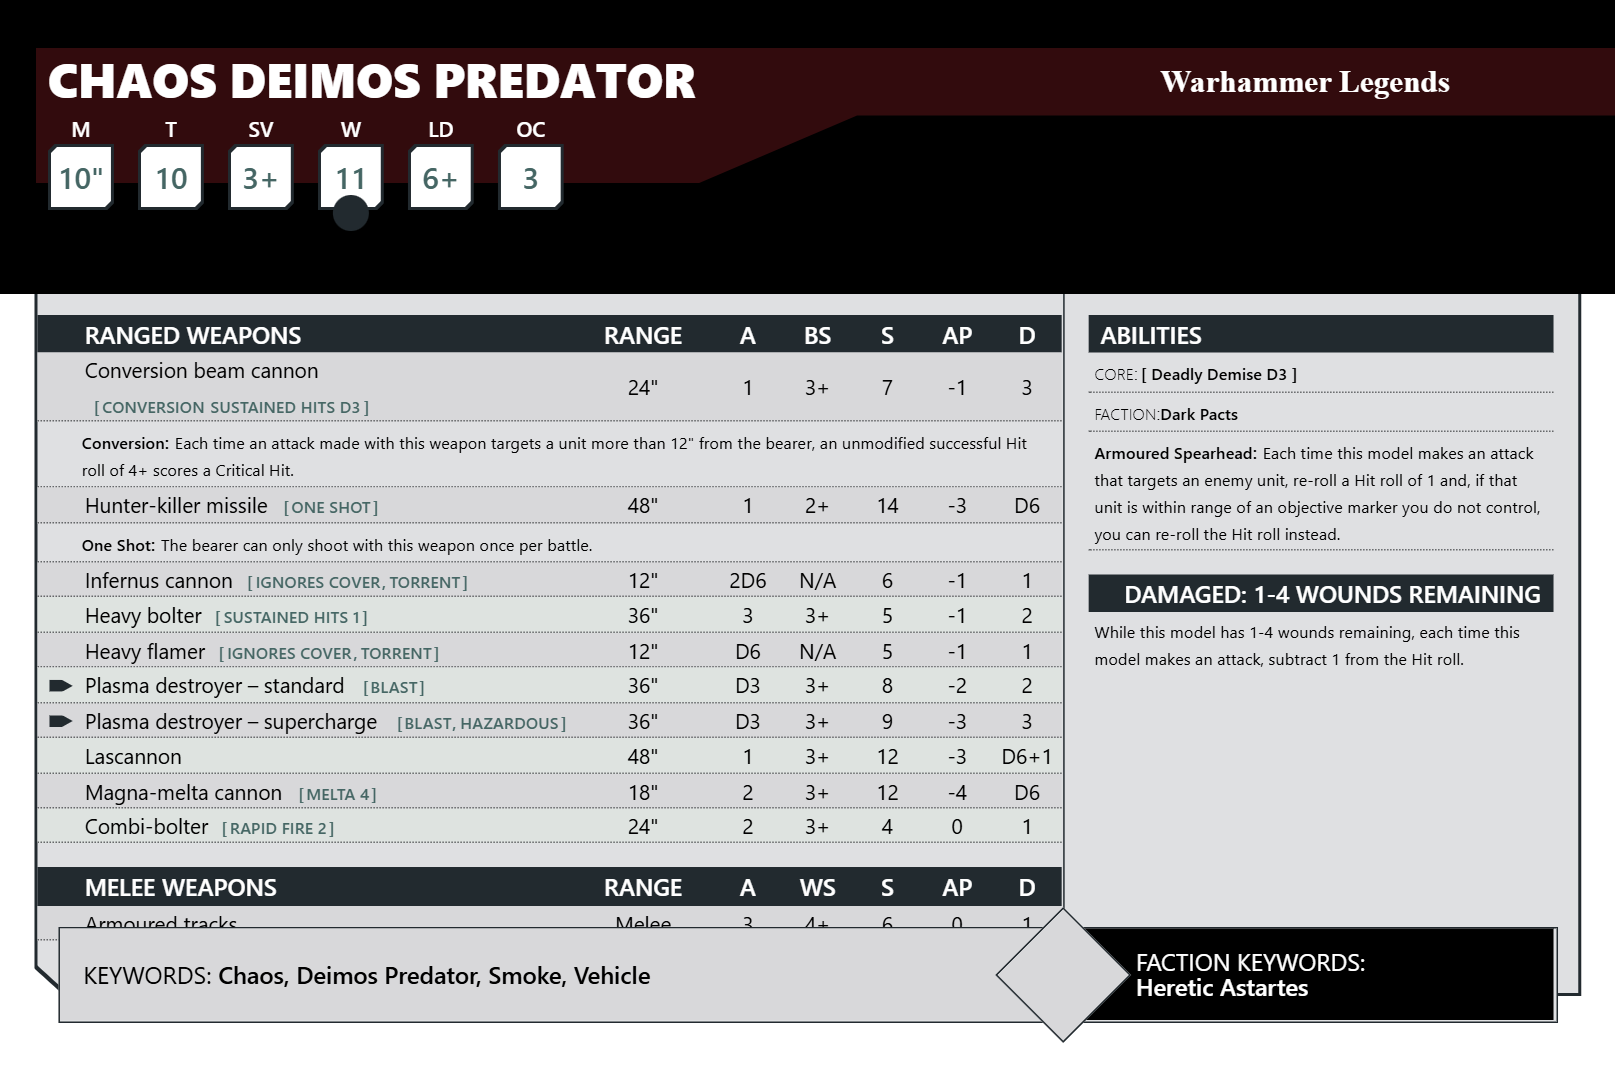 CHAOS DEIMOS PREDATOR
Warhammer Legends
M T SV W LD OC
10" 10 3+ 11 6+ 3
RANGED WEAPONS RANGE A BS S AP D
Conversion beam cannon
[CONVERSION SUSTAINED HITS D3] 24" 1 3+ 7 -1 3
Conversion: Each time an attack made with this weapon targets a unit more than 12" from the bearer, an unmodified successful Hit
roll of 4+ scores a Critical Hit.
Hunter-killer missile [ONE SHOT] 48" 1 2+ 14 -3 D6
One Shot: The bearer can only shoot with this weapon once per battle.
Infernus cannon [IGNORES COVER, TORRENT] 12" 2D6 N/A 6 -1 1
Heavy bolter [SUSTAINED HITS 1] 36" 3 3+ 5 -1 2
Heavy flamer [IGNORES COVER, TORRENT] 12" D6 N/A 5 -1 1
Plasma destroyer – standard [BLAST] 36" D3 3+ 8 -2 2
Plasma destroyer – supercharge [BLAST, HAZARDOUS] 36" D3 3+ 9 -3 3
Lascannon 48" 1 3+ 12 -3 D6+1
Magna-melta cannon [MELTA 4] 18" 2 3+ 12 -4 D6
Combi-bolter [RAPID FIRE 2] 24" 2 3+ 4 0 1
MELEE WEAPONS RANGE A WS S AP D
Armoured tracks Melee 3 4+ 6 0 1
ABILITIES
CORE: [ Deadly Demise D3 ]
FACTION:Dark Pacts
Armoured Spearhead: Each time this model makes an attack
that targets an enemy unit, re-roll a Hit roll of 1 and, if that
unit is within range of an objective marker you do not control,
you can re-roll the Hit roll instead.
DAMAGED: 1-4 WOUNDS REMAINING
While this model has 1-4 wounds remaining, each time this
model makes an attack, subtract 1 from the Hit roll.
KEYWORDS: Chaos, Deimos Predator, Smoke, Vehicle
FACTION KEYWORDS:
Heretic Astartes